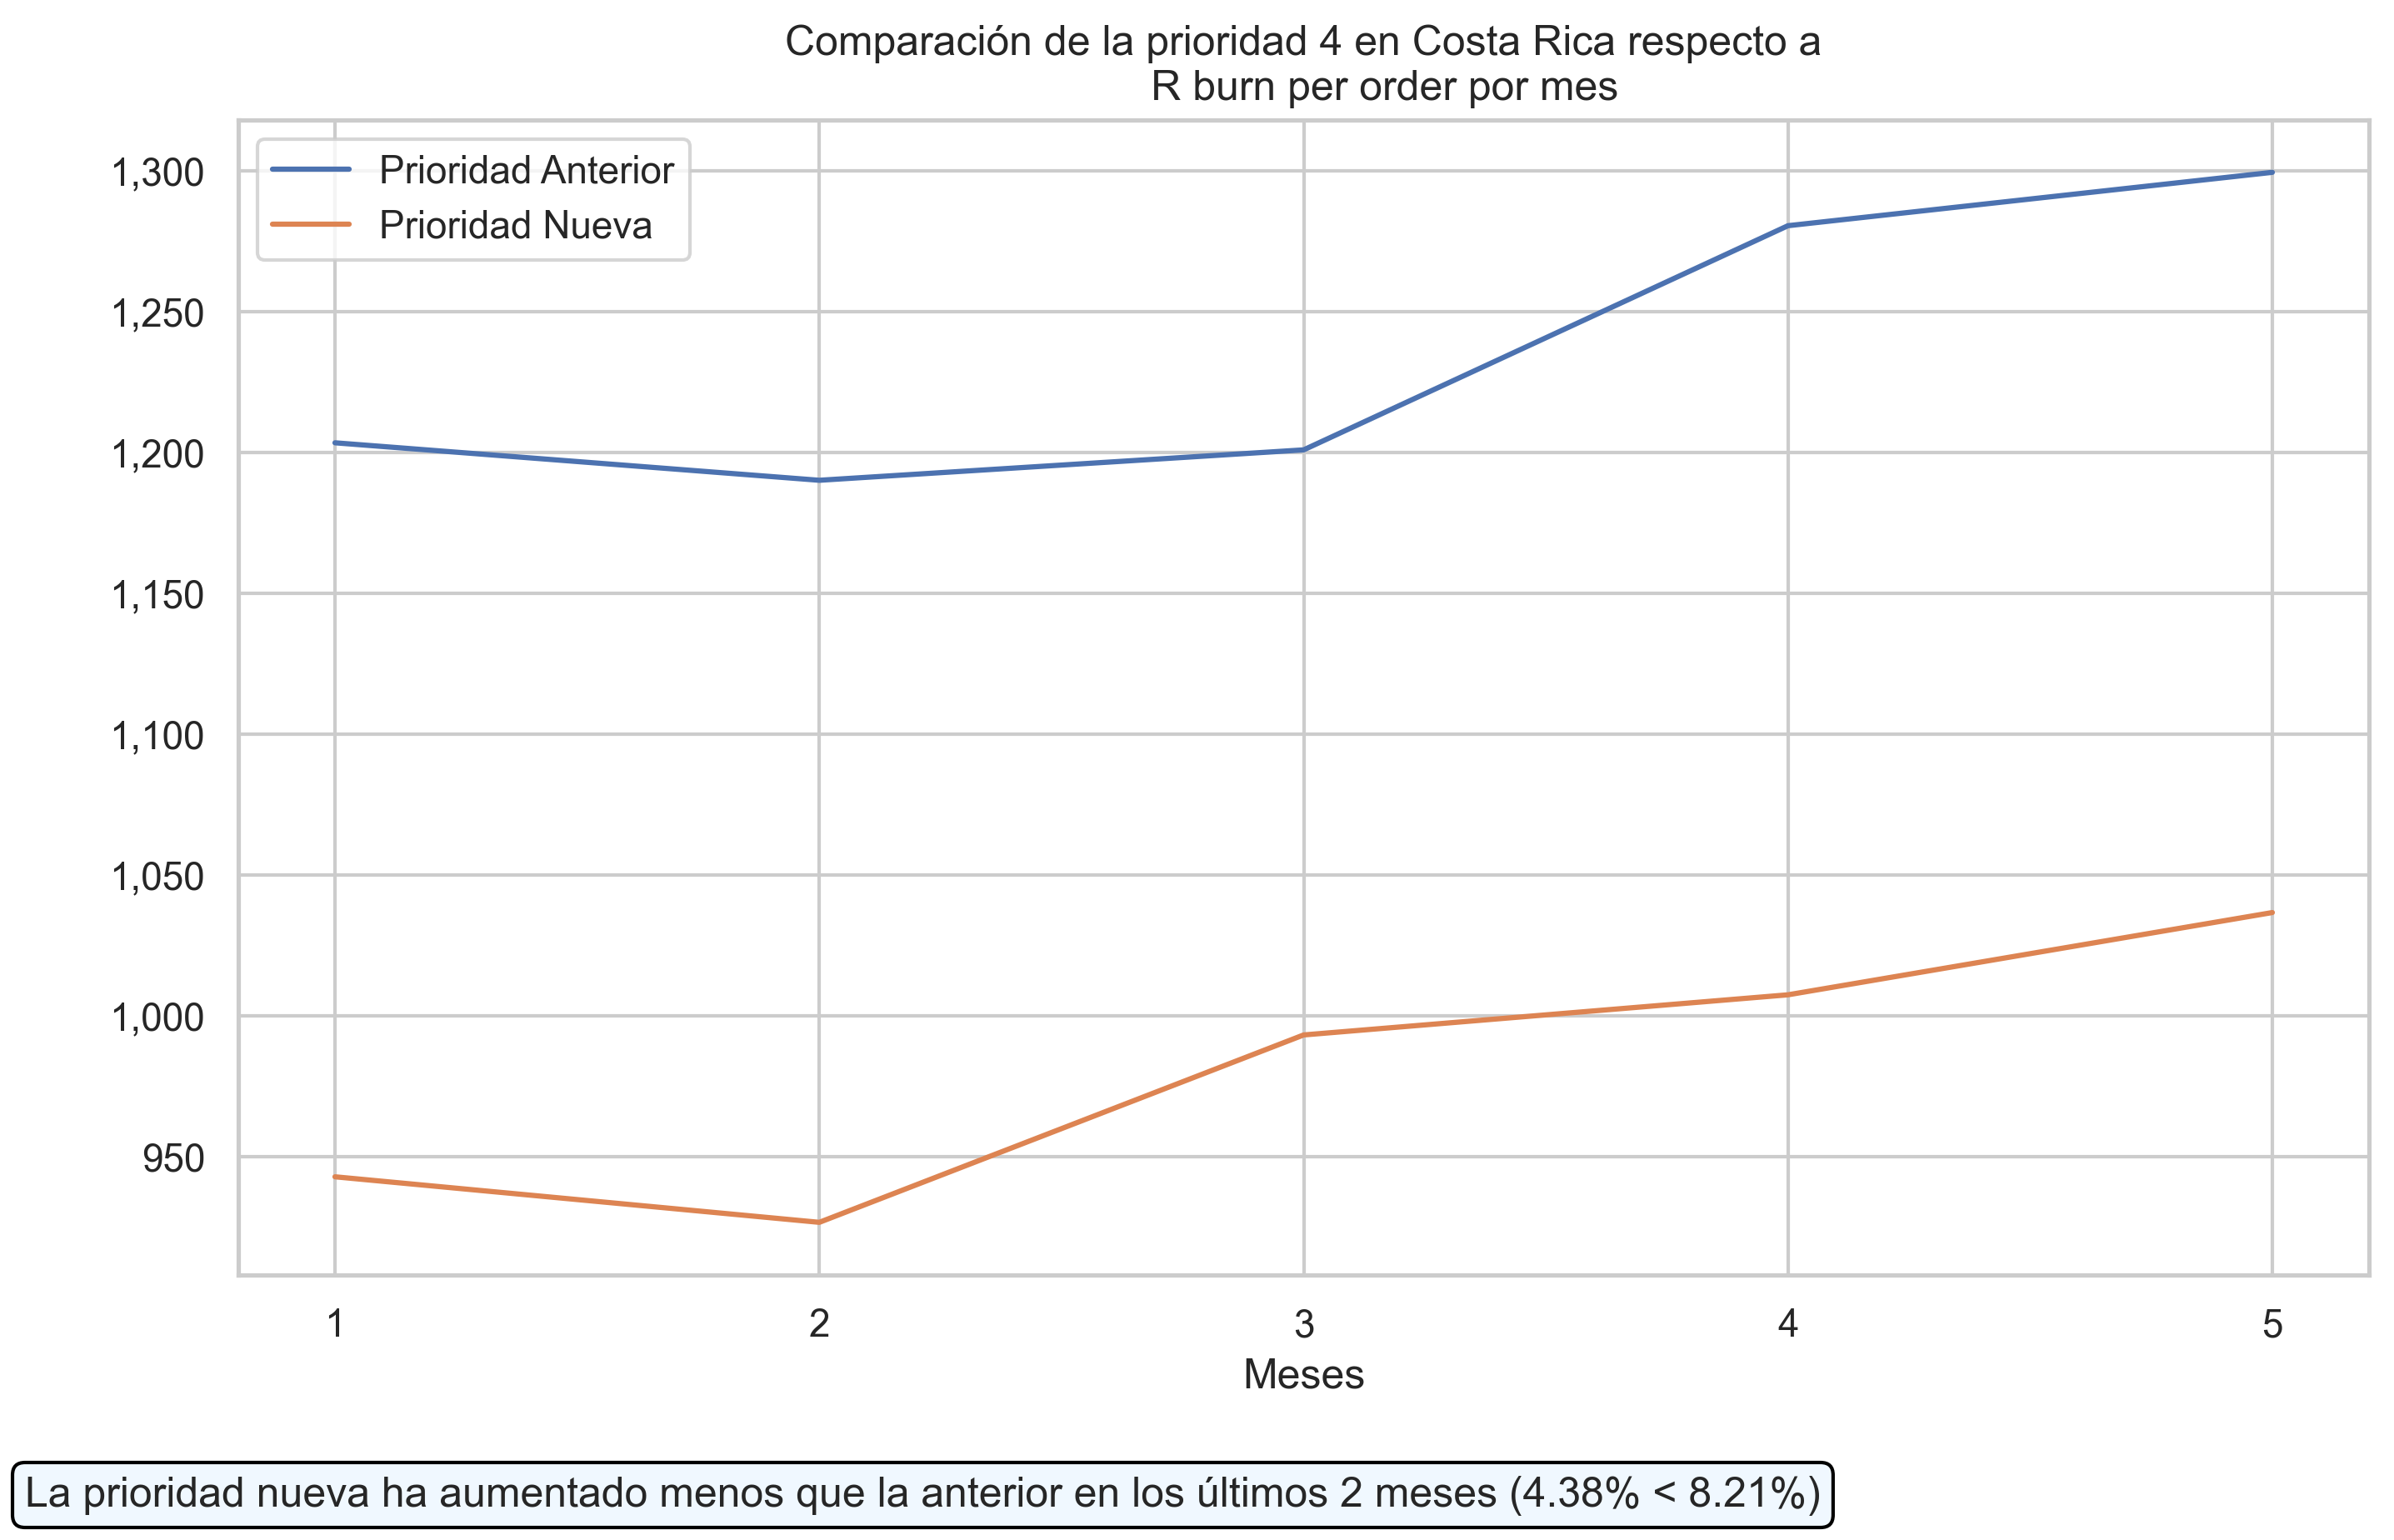 Comparación de la prioridad 4 en Costa Rica respecto a
R burn per order por mes
Prioridad Anterior
Prioridad Nueva
1,300
1,250
1,200
1,150
1,100
1,050
1,000
950
1 2 3 4 5
Meses
La prioridad nueva ha aumentado menos que la anterior en los últimos 2 meses (4.38% < 8.21%)